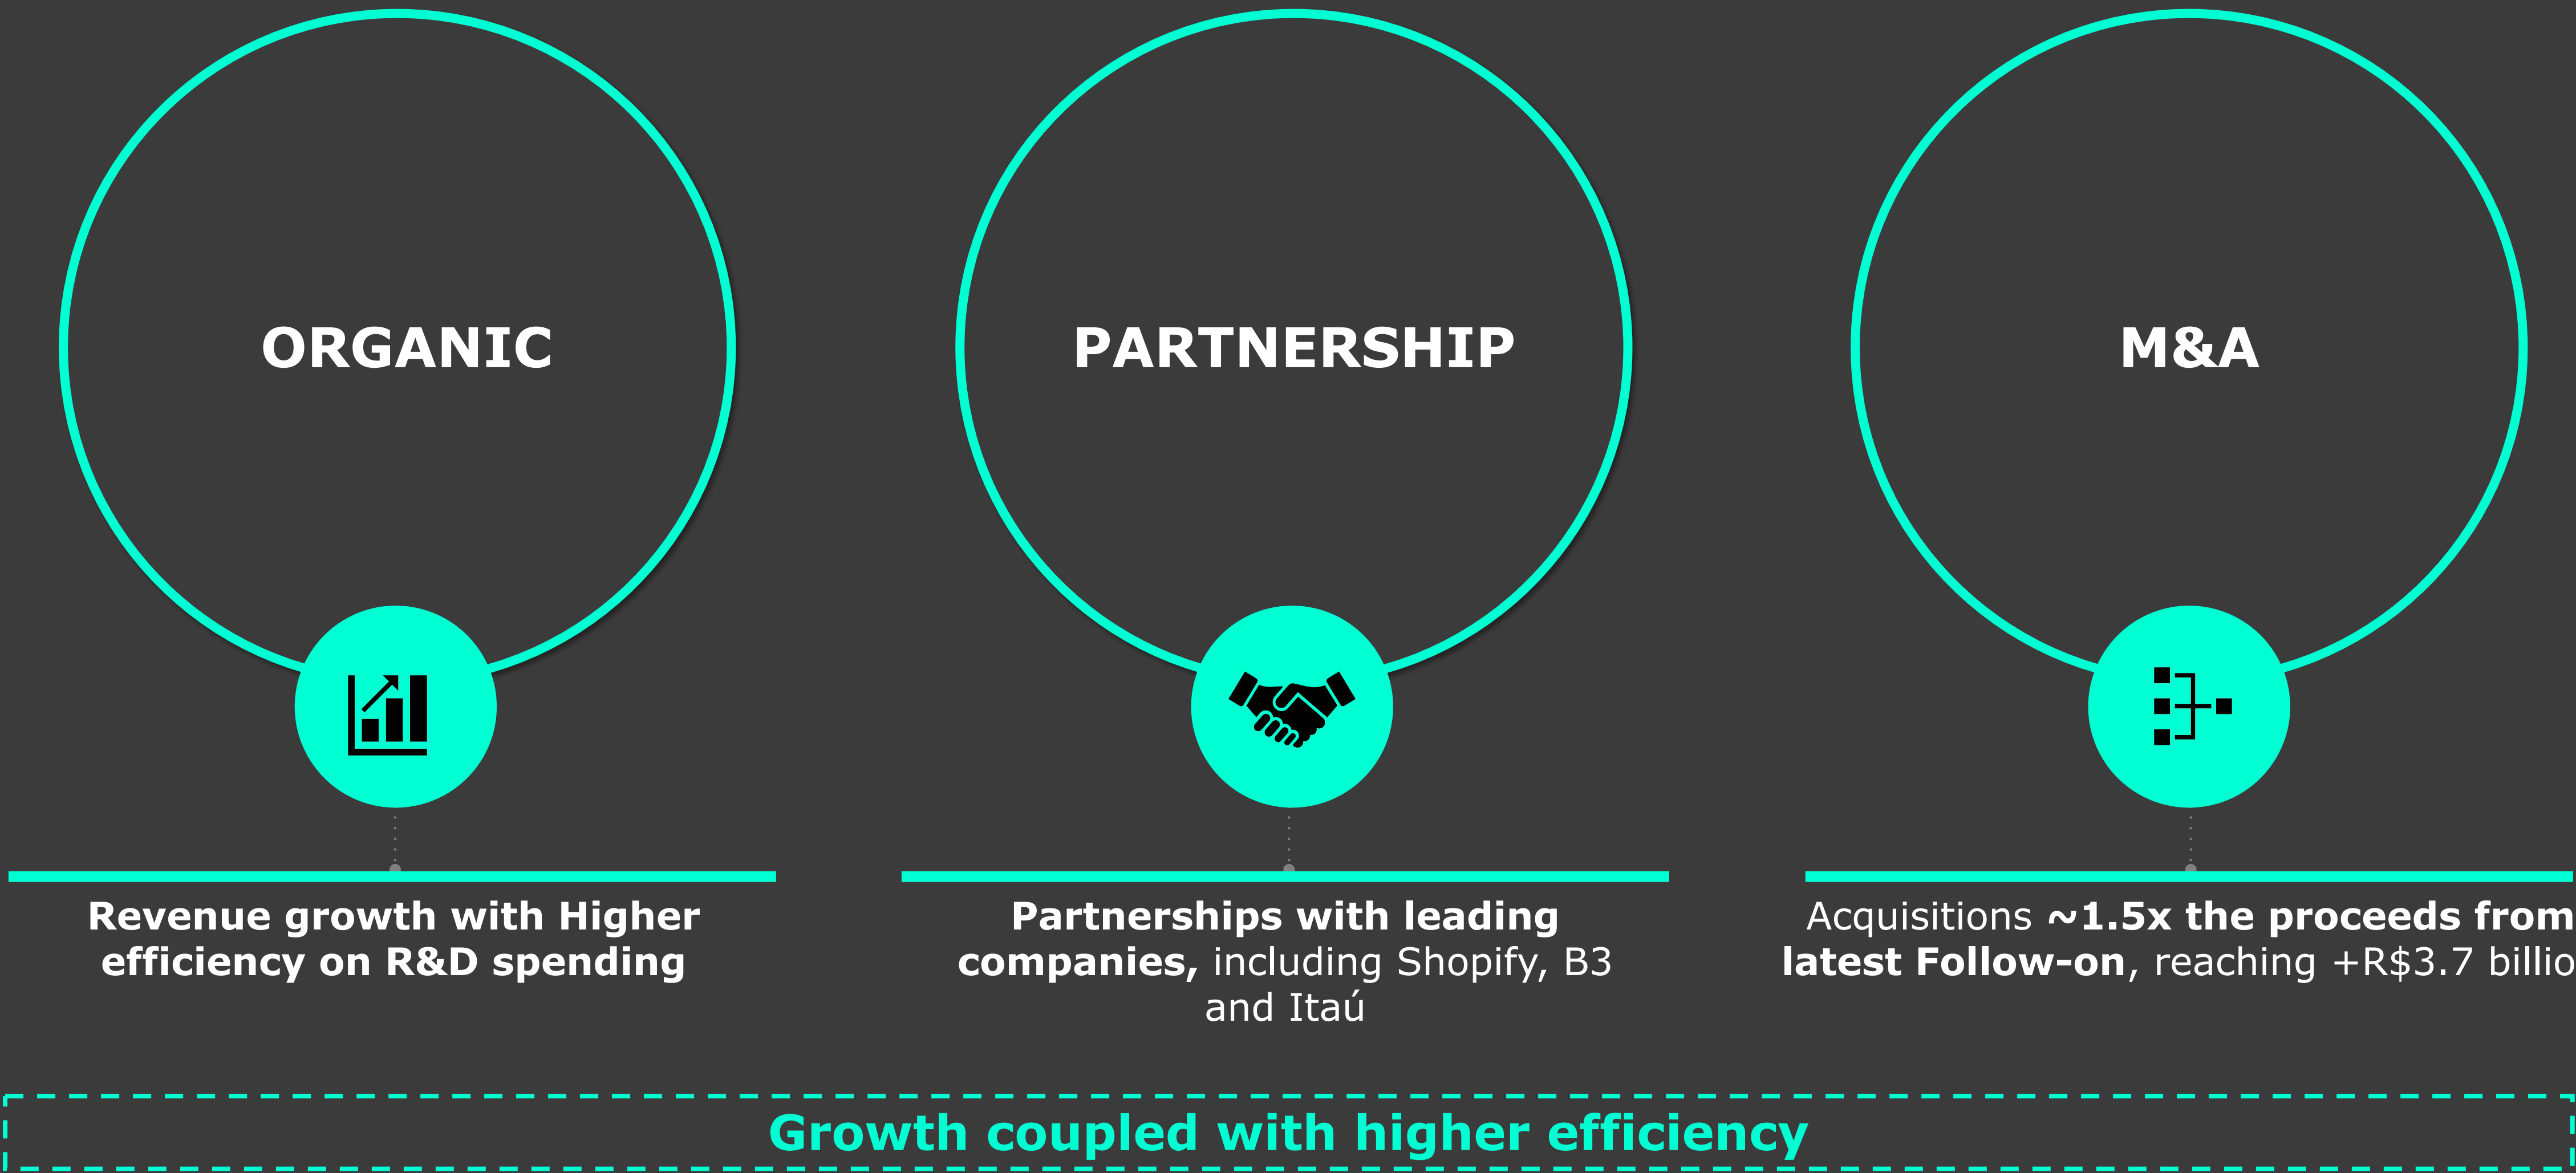 ORGANIC
PARTNERSHIP
M&A
Revenue growth with Higher
efficiency on R&D spending
Partnerships with leading
companies, including Shopify, B3
and Itaú
Acquisitions ~1.5x the proceeds from
latest Follow-on, reaching +R$3.7 billio
Growth coupled with higher efficiency